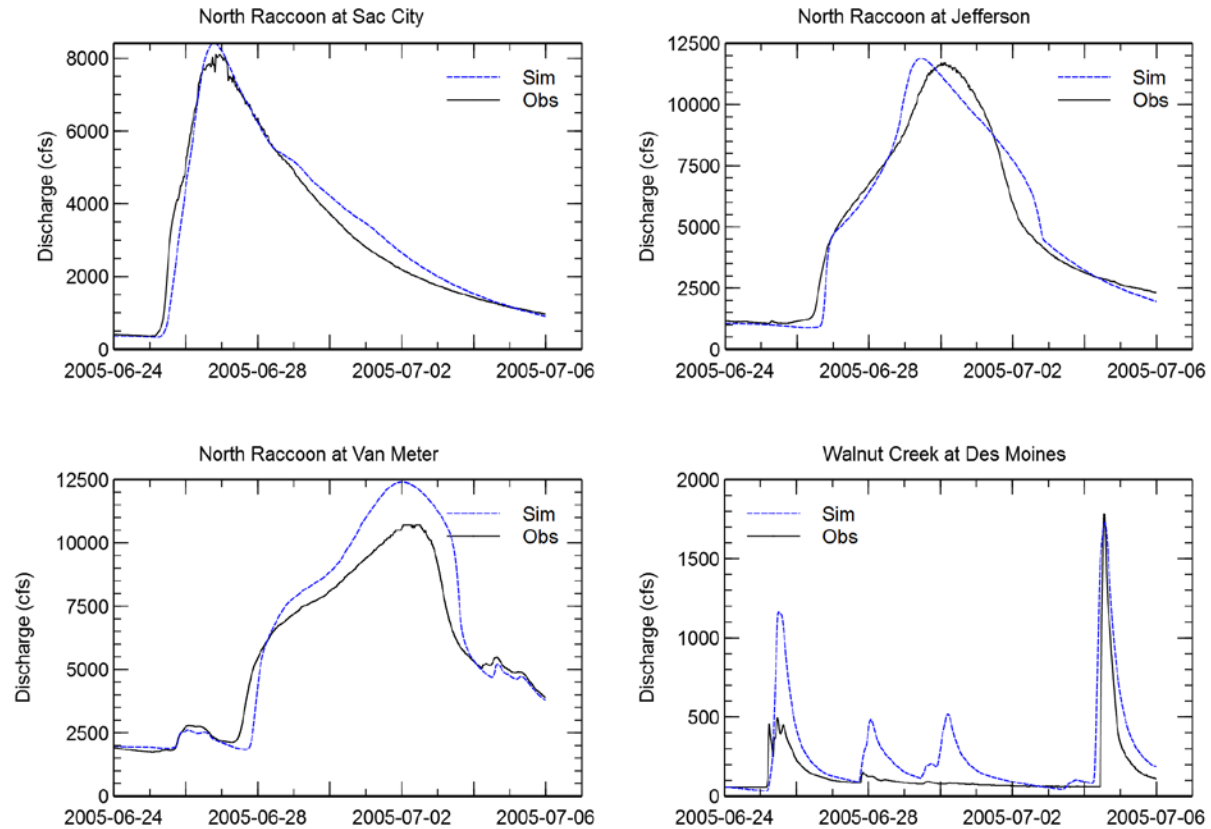 North Raccoon at Sac City
8000
6000
4000
2000
0
Discharge (cfs)
Sim
Obs
2005-06-24 2005-06-28 2005-07-02 2005-07-06
North Raccoon at Jefferson
12500
10000
7500
5000
2500
0
Discharge (cfs)
Sim
Obs
2005-06-24 2005-06-28 2005-07-02 2005-07-06
North Raccoon at Van Meter
12500
10000
7500
5000
2500
0
Discharge (cfs)
Sim
Obs
2005-06-24 2005-06-28 2005-07-02 2005-07-06
Walnut Creek at Des Moines
2000
1500
1000
500
0
Discharge (cfs)
Sim
Obs
2005-06-24 2005-06-28 2005-07-02 2005-07-06